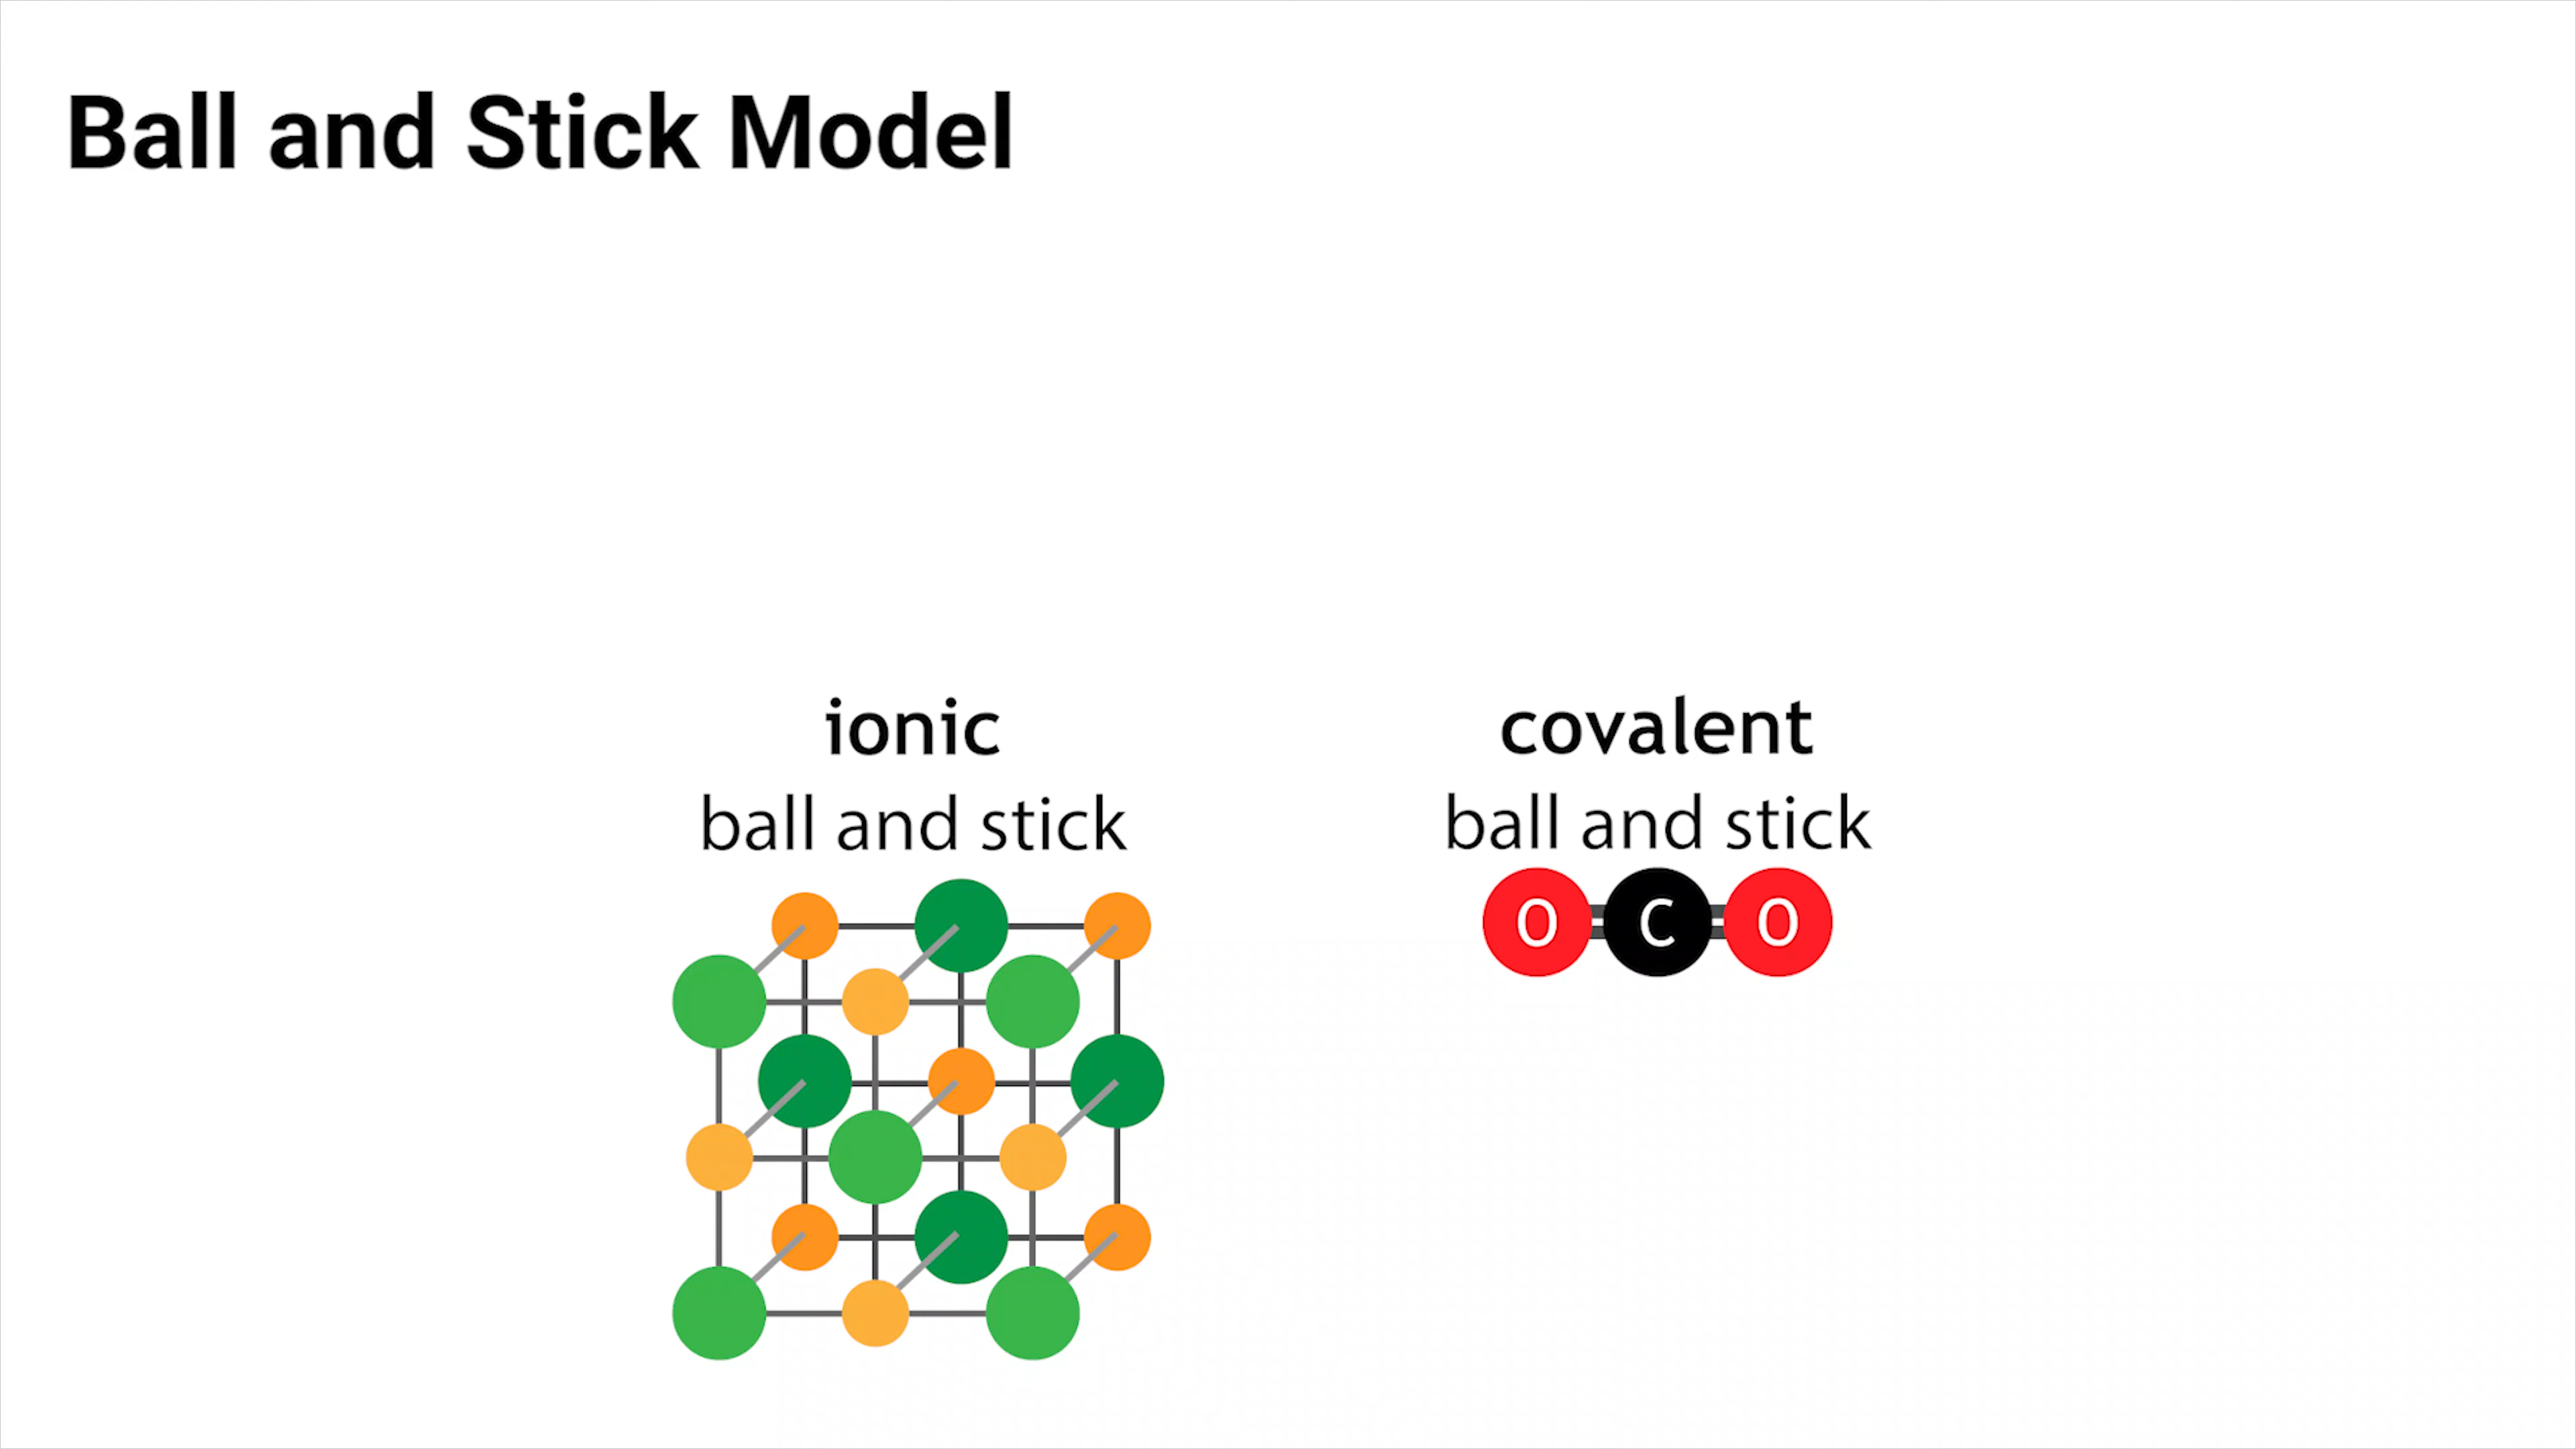 Ball and Stick Model
ionic
ball and stick
covalent
ball and stick
O C O